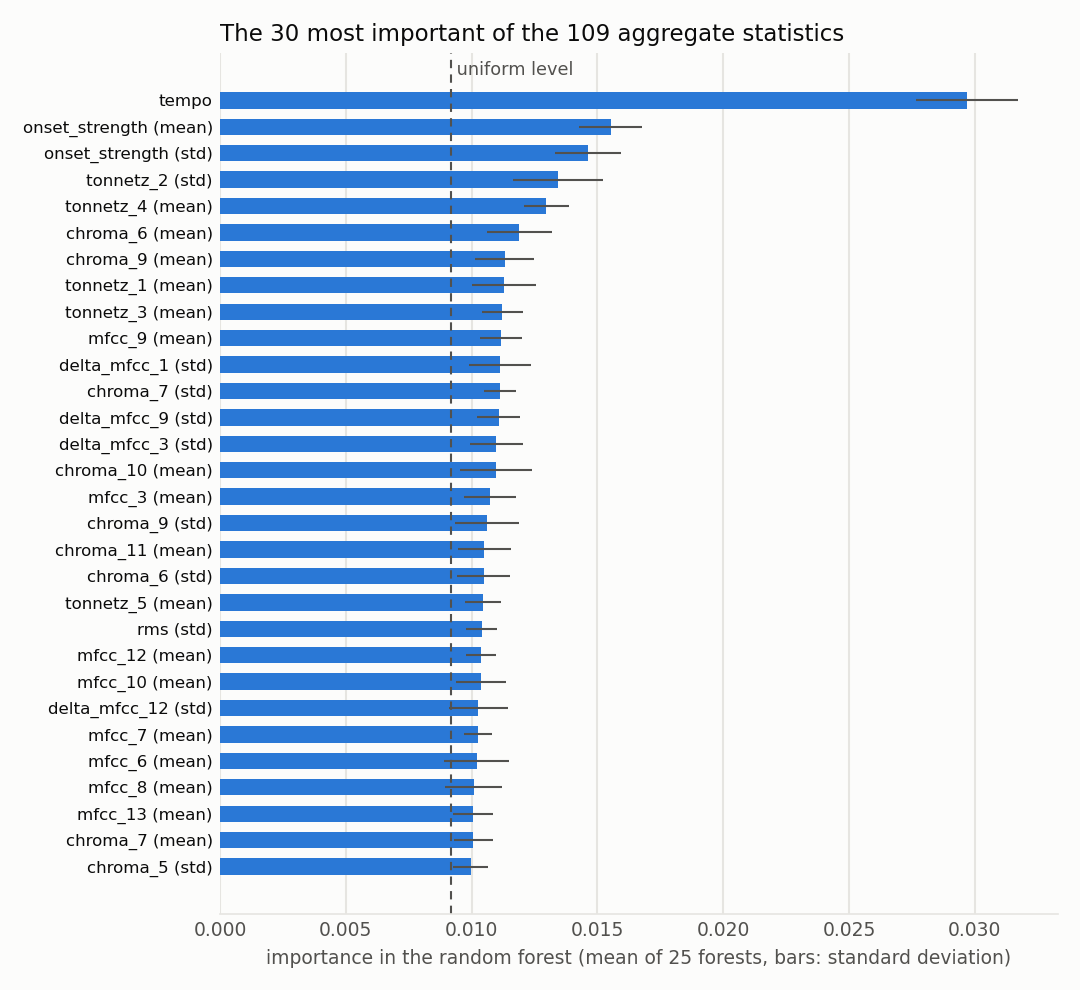 The 30 most important of the 109 aggregate statistics
uniform level
tempo
onset_strength (mean)
onset_strength (std)
tonnetz_2 (std)
tonnetz_4 (mean)
chroma_6 (mean)
chroma_9 (mean)
tonnetz_1 (mean)
tonnetz_3 (mean)
mfcc_9 (mean)
delta_mfcc_1 (std)
chroma_7 (std)
delta_mfcc_9 (std)
delta_mfcc_3 (std)
chroma_10 (mean)
mfcc_3 (mean)
chroma_9 (std)
chroma_11 (mean)
chroma_6 (std)
tonnetz_5 (mean)
rms (std)
mfcc_12 (mean)
mfcc_10 (mean)
delta_mfcc_12 (std)
mfcc_7 (mean)
mfcc_6 (mean)
mfcc_8 (mean)
mfcc_13 (mean)
chroma_7 (mean)
chroma_5 (std)
0.000 0.005 0.010 0.015 0.020 0.025 0.030
importance in the random forest (mean of 25 forests, bars: standard deviation)